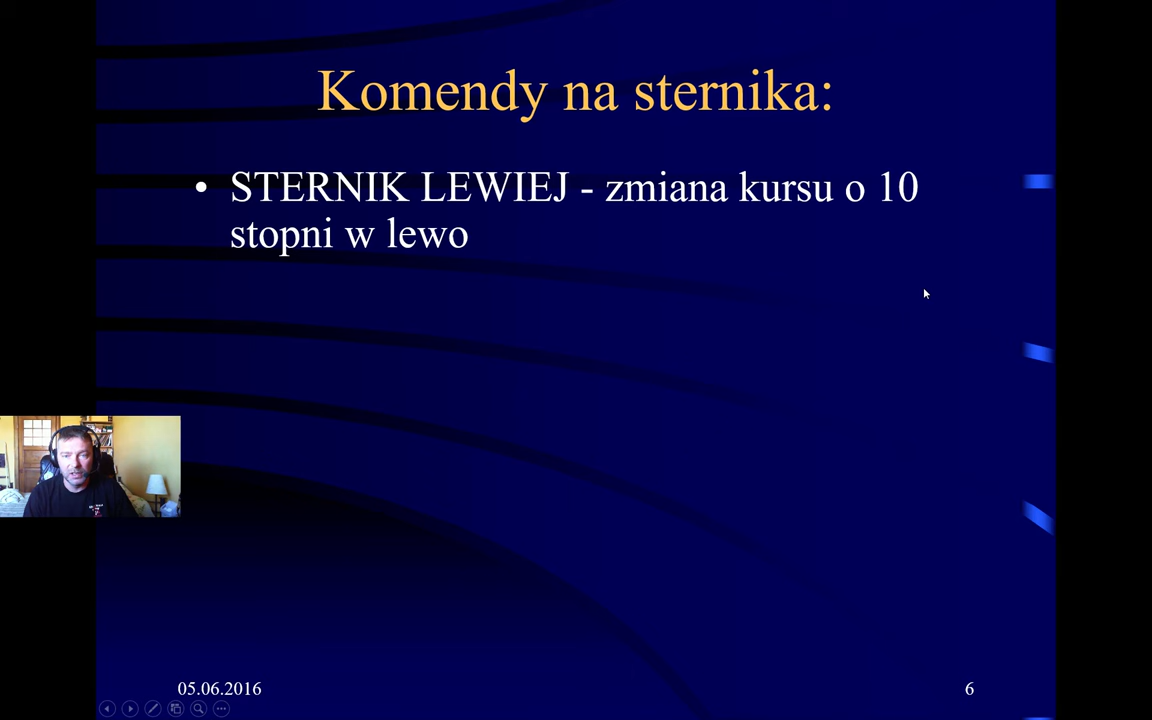 Komendy na sternika:
• STERNIK LEWIEJ - zmiana kursu o 10
stopni w lewo
05.06.2016
6